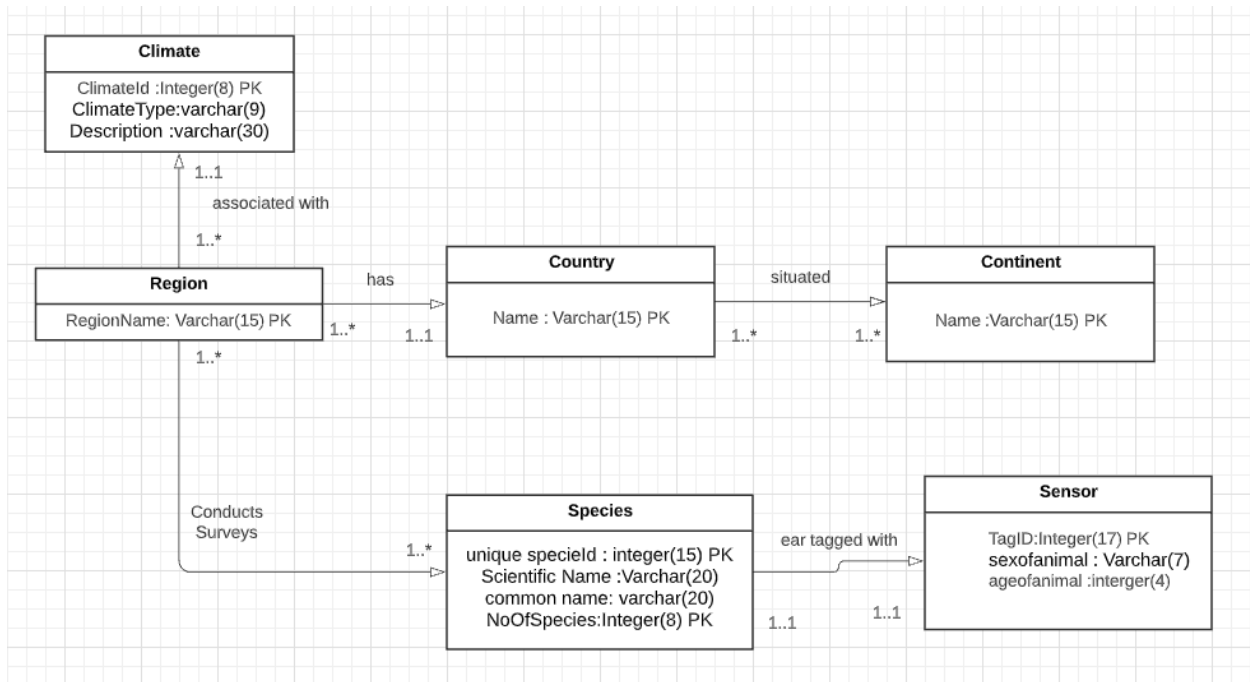 Climate
ClimateId :Integer(8) PK
ClimateType:varchar(9)
Description :varchar(30)
1..1
associated with
1..*
Region
RegionName: Varchar(15) PK
1..*
has
1..*
1..1
Country
Name : Varchar(15) PK
situated
1..*
1..*
Continent
Name :Varchar(15) PK
Conducts
Surveys
1..*
Species
unique specieId : integer(15) PK
Scientific Name :Varchar(20)
common name: varchar(20)
NoOfSpecies:Integer(8) PK
ear tagged with
1..1
1..1
Sensor
TagID:Integer(17) PK
sexofanimal : Varchar(7)
ageofanimal :interger(4)